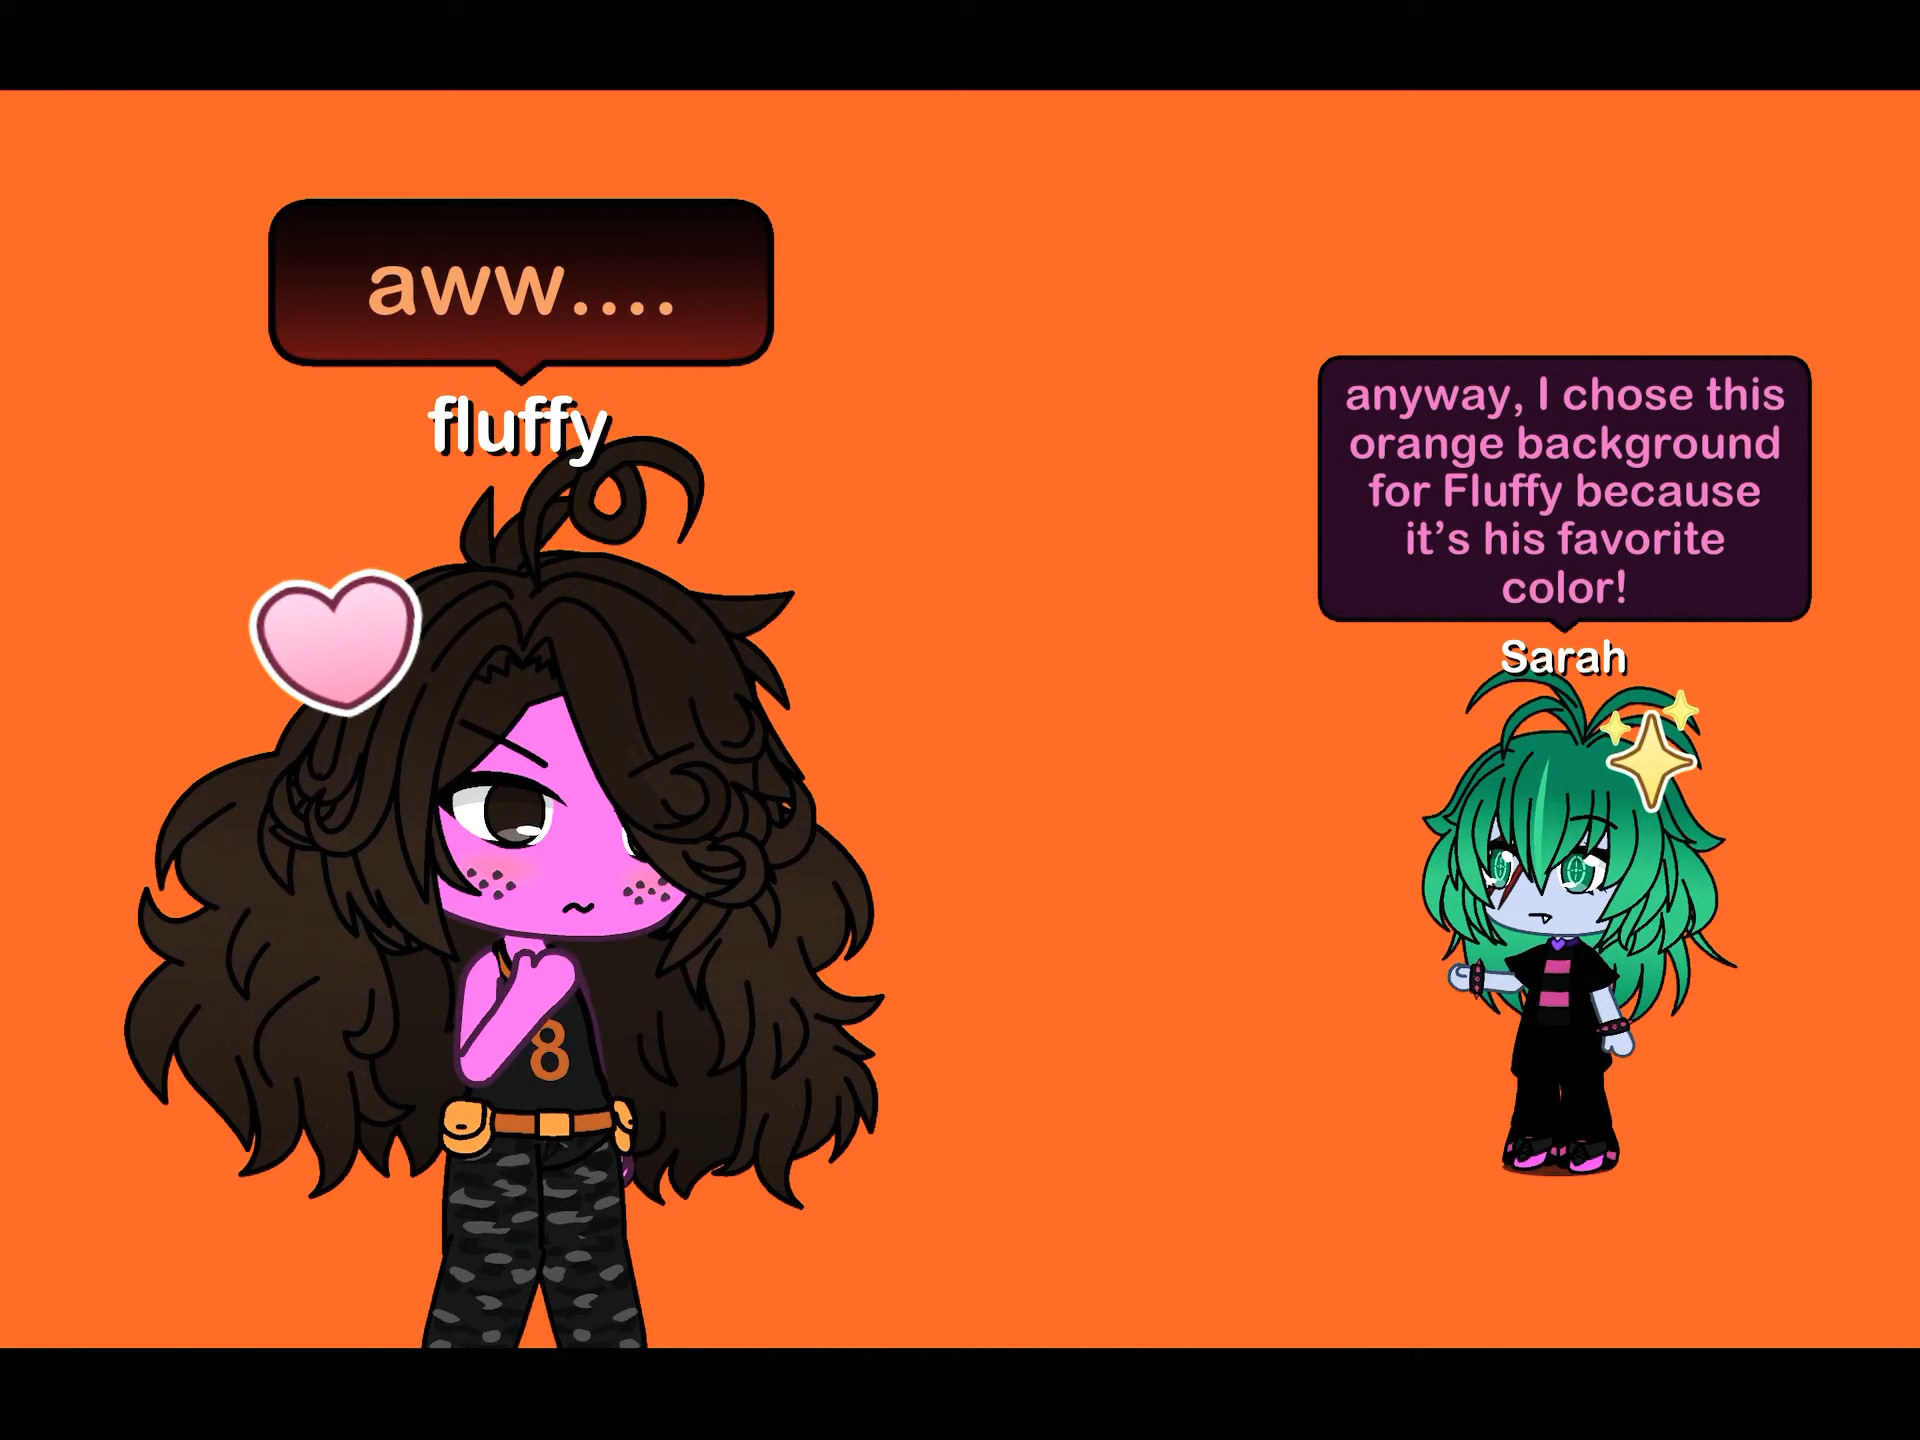 aww....
fluffy
8
anyway, I chose this
orange background
for Fluffy because
it’s his favorite
color!
Sarah